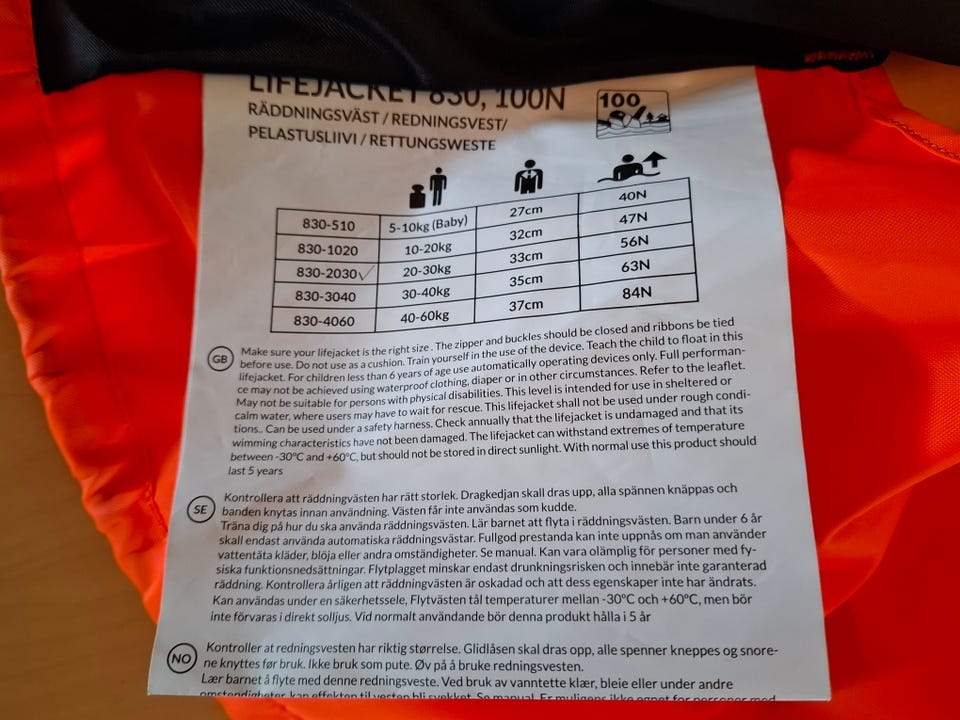 LIFEJACKET 830, 100N
100
RÄDDNINGSVÄST / REDNINGSVEST/
PELASTUSLIIVI / RETTUNGSWESTE
830-510 5-10kg (Baby) 27cm 40N
830-1020 10-20kg 32cm 47N
830-2030 20-30kg 33cm 56N
830-3040 30-40kg 35cm 63N
830-4060 40-60kg 37cm 84N
GB
Make sure your lifejacket is the right size . The zipper and buckles should be closed and ribbons be tied
before use. Do not use as a cushion. Train yourself in the use of the device. Teach the child to float in this
lifejacket. For children less than 6 years of age use automatically operating devices only. Full performan-
ce may not be achieved using waterproof clothing, diaper or in other circumstances. Refer to the leaflet.
May not be suitable for persons with physical disabilities. This level is intended for use in sheltered or
calm water, where users may have to wait for rescue. This lifejacket shall not be used under rough condi-
tions.. Can be used under a safety harness. Check annually that the lifejacket is undamaged and that its
wimming characteristics have not been damaged. The lifejacket can withstand extremes of temperature
between -30°C and +60°C, but should not be stored in direct sunlight. With normal use this product should
last 5 years
SE
Kontrollera att räddningvästen har rätt storlek. Dragkedjan skall dras upp, alla spännen knäppas och
banden knytas innan användning. Västen får inte användas som kudde.
Träna dig på hur du ska använda räddningsvästen. Lär barnet att flyta i räddningsvästen. Barn under 6 år
skall endast använda automatiska räddningsvästar. Fullgod prestanda kan inte uppnås om man använder
vattentäta kläder, blöja eller andra omständigheter. Se manual. Kan vara olämplig för personer med fy-
siska funktionsnedsättningar. Flytplagget minskar endast drunkningsrisken och innebär inte garanterad
räddning. Kontrollera årligen att räddningvästen är oskadad och att dess egenskaper inte har ändrats.
Kan användas under en säkerhetssele, Flytvästen tål temperaturer mellan -30°C och +60°C, men bör
inte förvaras i direkt solljus. Vid normalt användande bör denna produkt hålla i 5 år
NO
Kontroller at redningsvesten har riktig størrelse. Glidlåsen skal dras opp, alle spenner kneppes og snore-
ne knyttes før bruk. Ikke bruk som pute. Øv på å bruke redningsvesten.
Lær barnet å flyte med denne redningsveste. Ved bruk av vanntette klær, bleie eller under andre
omstendigheter, kan effekten til vesten bli svekket. Se manual. Er muligens ikke egnet for personer med